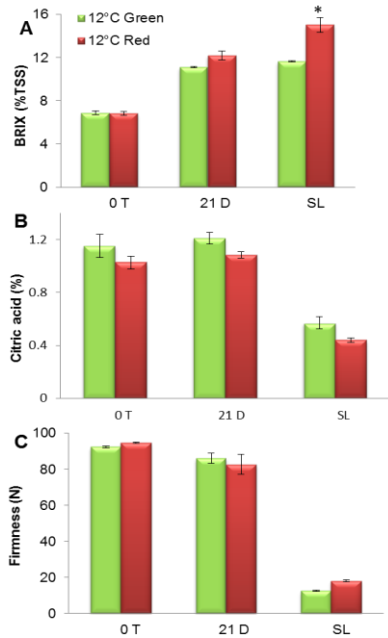 A
12°C Green
12°C Red
*
BRIX (%TSS)
16
12
8
4
0
0 T 21 D SL
B
Citric acid (%)
1.2
0.8
0.4
0
0 T 21 D SL
C
Firmness (N)
100
80
60
40
20
0
0 T 21 D SL